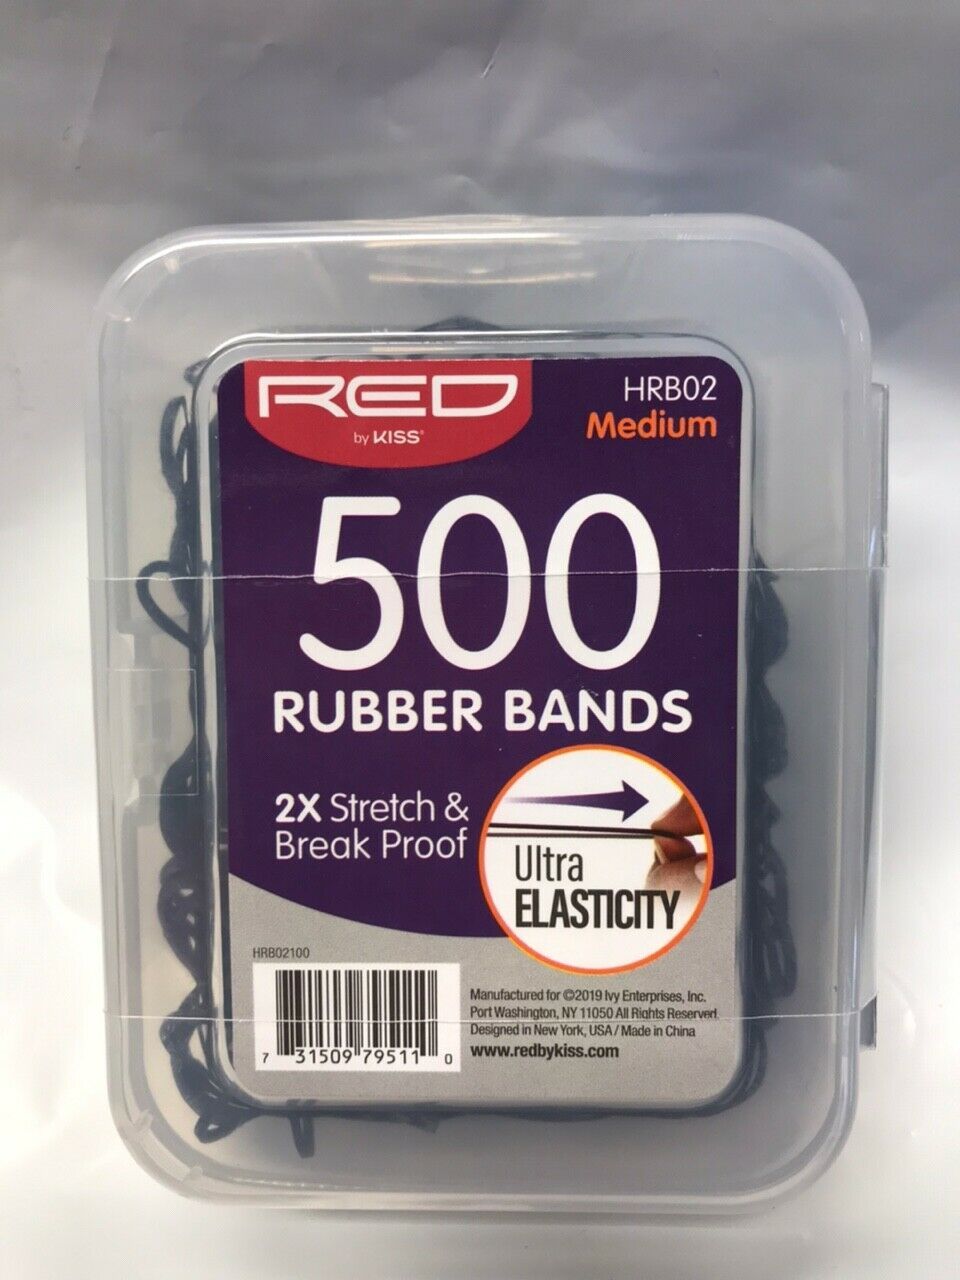 RED
by KISS®
HRB02
Medium
500
RUBBER BANDS
2X Stretch &
Break Proof
Ultra
ELASTICITY
HRB02100
7 31509 79511 0
Manufactured for ©2019 Ivy Enterprises, Inc.
Port Washington, NY 11050 All Rights Reserved.
Designed in New York, USA / Made in China
www.redbykiss.com